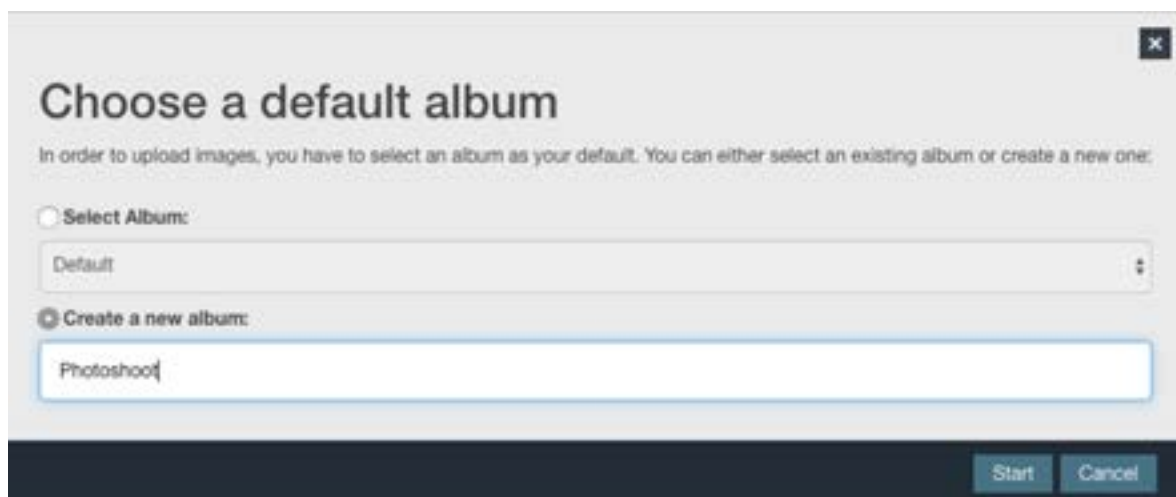 Choose a default album
In order to upload images, you have to select an album as your default. You can either select an existing album or create a new one:
Select Album:
Default
Create a new album:
Photoshoot
Start Cancel